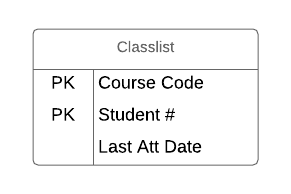 Classlist
PK Course Code
PK Student #
Last Att Date